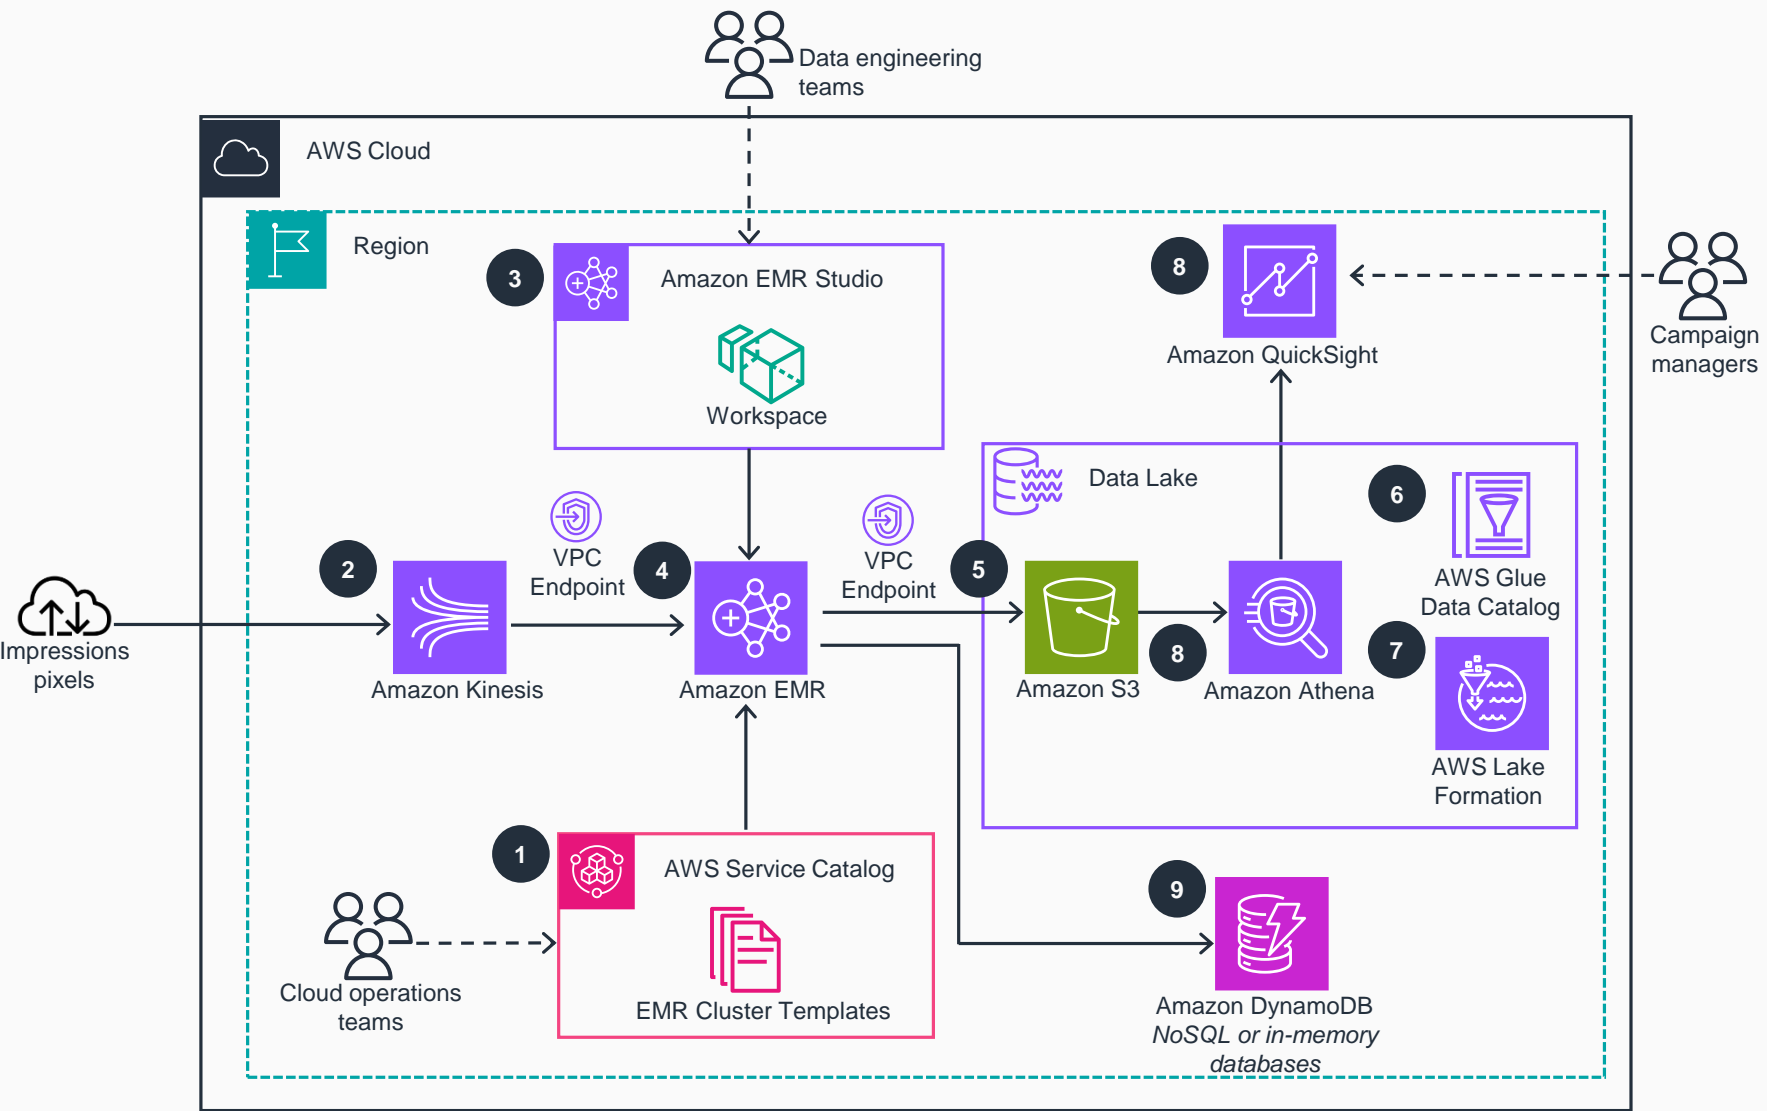 Data engineering
teams
AWS Cloud
Region
3
Amazon EMR Studio
Workspace
8
Amazon QuickSight
Campaign
managers
Data Lake
6
AWS Glue
Data Catalog
7
AWS Lake
Formation
Impressions
pixels
2
Amazon Kinesis
VPC
Endpoint
4
Amazon EMR
VPC
Endpoint
5
Amazon S3
8
Amazon Athena
1
AWS Service Catalog
EMR Cluster Templates
Cloud operations
teams
9
Amazon DynamoDB
NoSQL or in-memory
databases